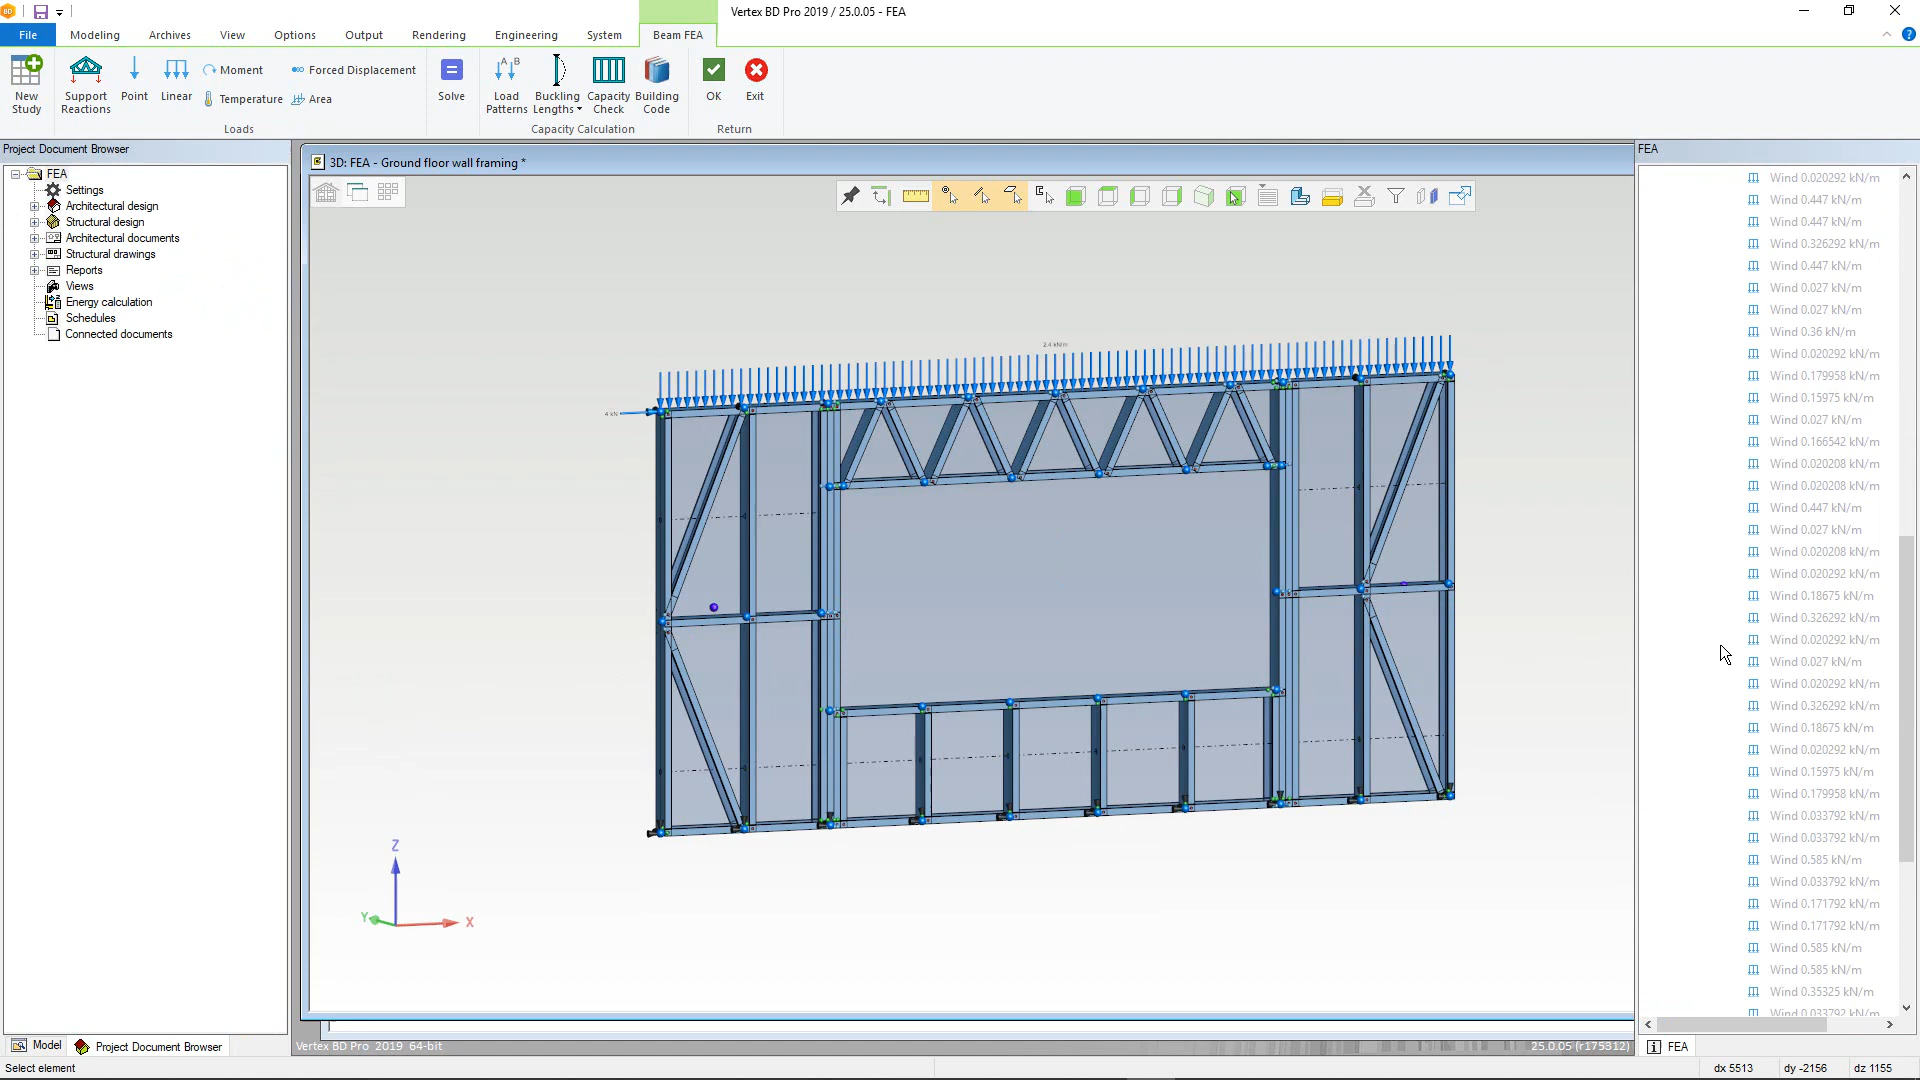 BD
Vertex BD Pro 2019 / 25.0.05 - FEA
File Modeling Archives View Options Output Rendering Engineering System Beam FEA
New Study
Support Reactions
Point
Linear
Moment
Temperature
Forced Displacement
Area
Solve
Load Patterns
Buckling Lengths
Capacity Check
Building Code
OK
Exit
Loads
Capacity Calculation
Return
Project Document Browser
FEA
Settings
Architectural design
Structural design
Architectural documents
Structural drawings
Reports
Views
Energy calculation
Schedules
Connected documents
3D: FEA - Ground floor wall framing *
2.4 kN/m
4 kN
Z
Y
X
FEA
Wind 0.020292 kN/m
Wind 0.447 kN/m
Wind 0.447 kN/m
Wind 0.326292 kN/m
Wind 0.447 kN/m
Wind 0.027 kN/m
Wind 0.027 kN/m
Wind 0.36 kN/m
Wind 0.020292 kN/m
Wind 0.179958 kN/m
Wind 0.15975 kN/m
Wind 0.027 kN/m
Wind 0.166542 kN/m
Wind 0.020208 kN/m
Wind 0.020208 kN/m
Wind 0.447 kN/m
Wind 0.027 kN/m
Wind 0.020208 kN/m
Wind 0.020292 kN/m
Wind 0.18675 kN/m
Wind 0.326292 kN/m
Wind 0.020292 kN/m
Wind 0.027 kN/m
Wind 0.020292 kN/m
Wind 0.326292 kN/m
Wind 0.18675 kN/m
Wind 0.020292 kN/m
Wind 0.15975 kN/m
Wind 0.179958 kN/m
Wind 0.033792 kN/m
Wind 0.033792 kN/m
Wind 0.585 kN/m
Wind 0.033792 kN/m
Wind 0.171792 kN/m
Wind 0.171792 kN/m
Wind 0.585 kN/m
Wind 0.585 kN/m
Wind 0.35325 kN/m
Wind 0.033792 kN/m
Model
Project Document Browser
Vertex BD Pro 2019 64-bit
25.0.05 (r175312)
FEA
Select element
dx 5513 dy -2156 dz 1155